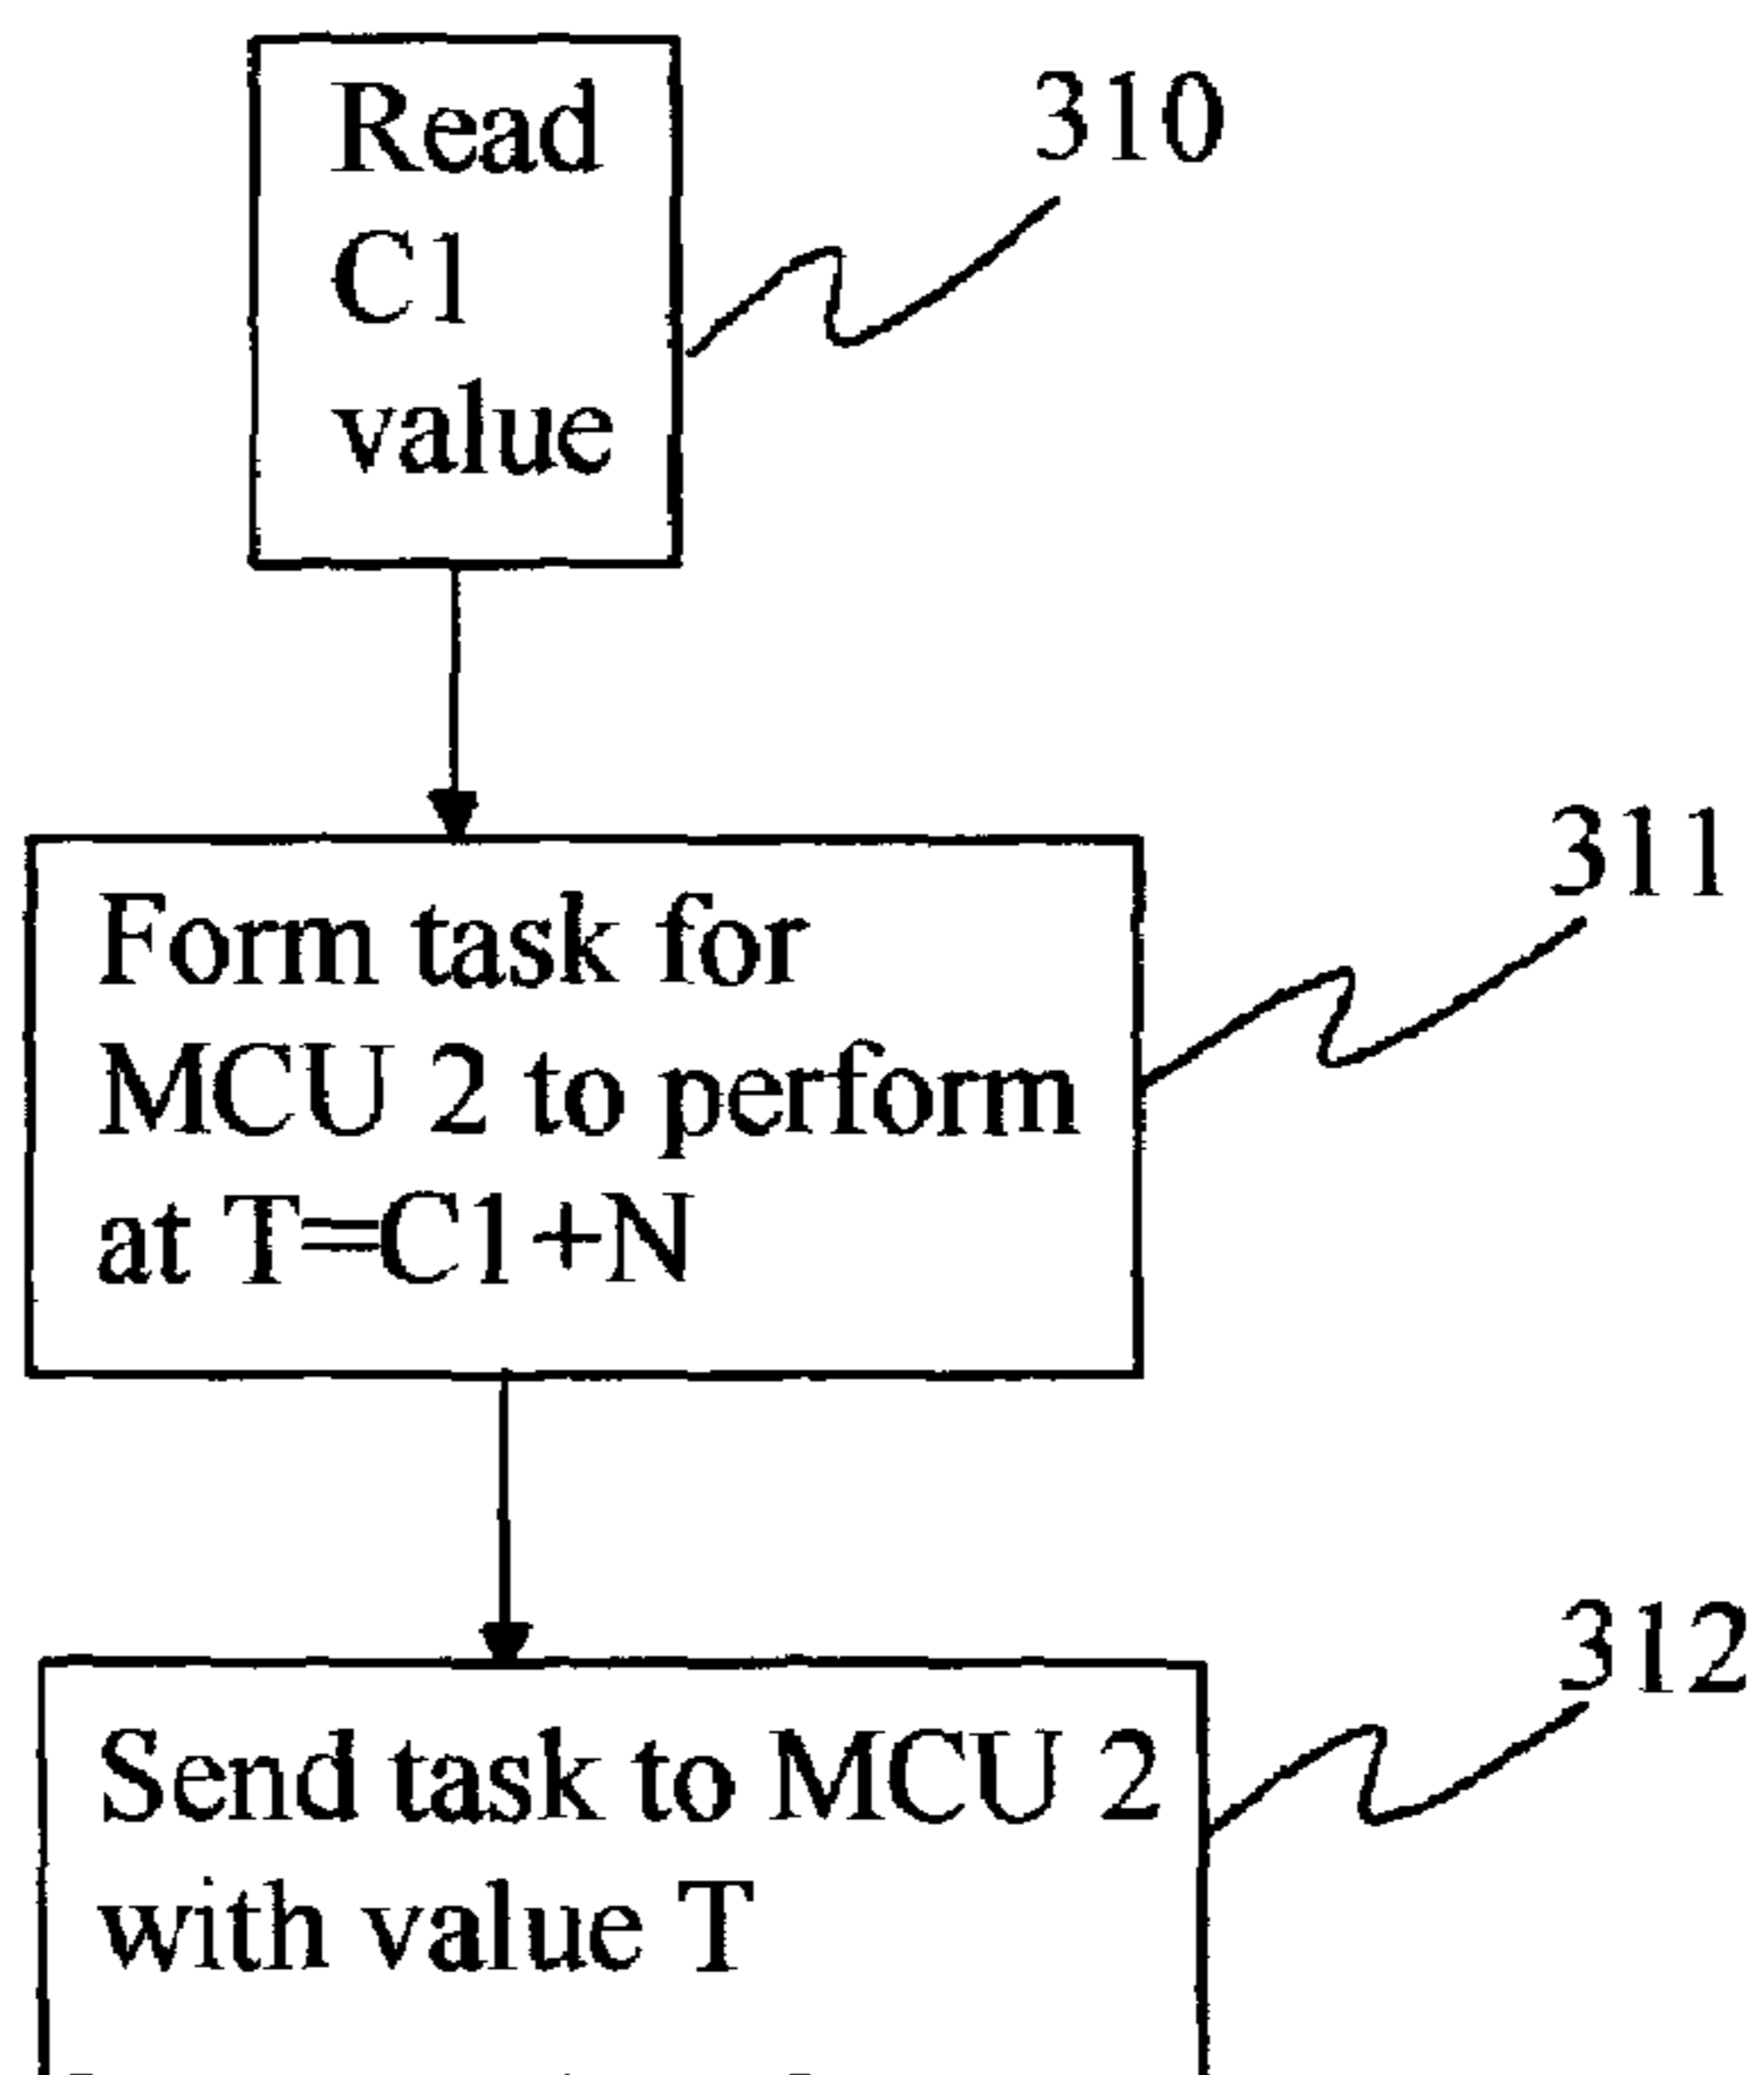 Read
C1
value
310
Form task for
MCU 2 to perform
at T=C1+N
311
Send task to MCU 2
with value T
312